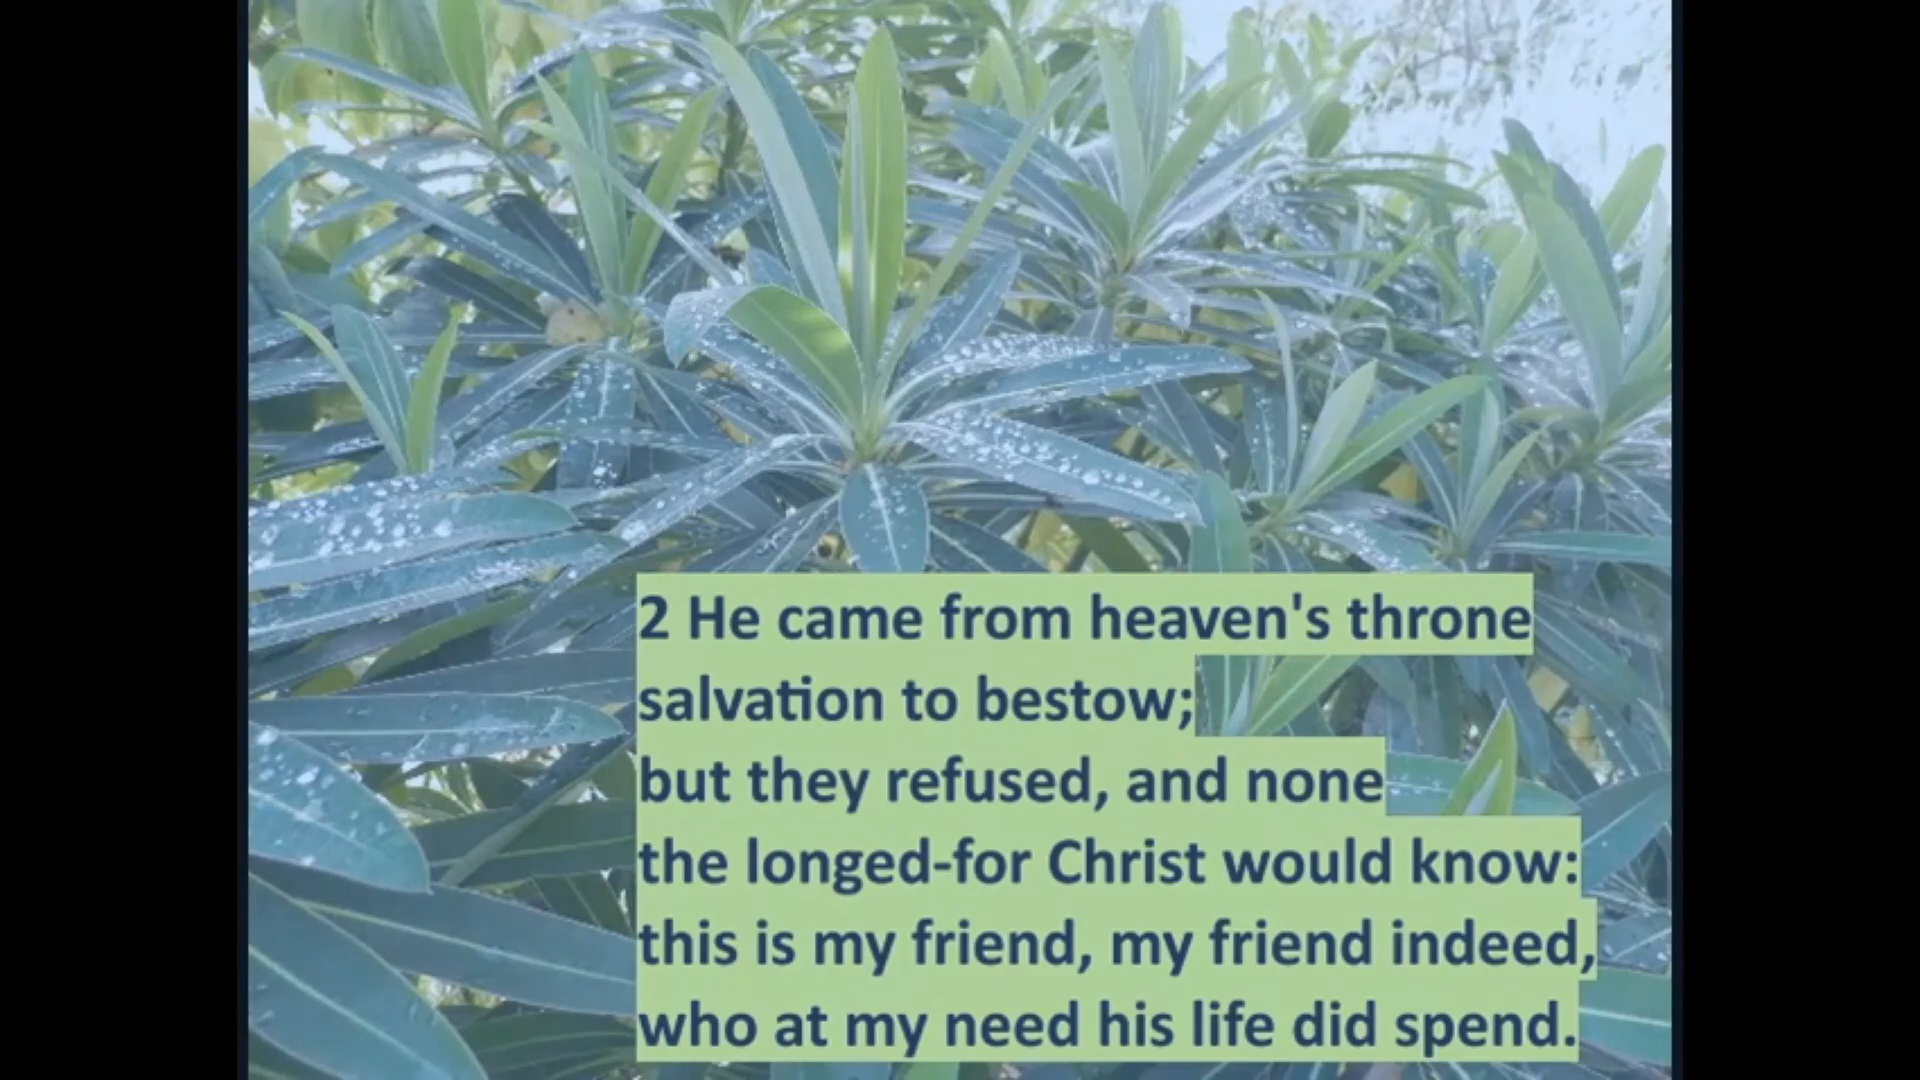 2 He came from heaven's throne
salvation to bestow;
but they refused, and none
the longed-for Christ would know:
this is my friend, my friend indeed,
who at my need his life did spend.